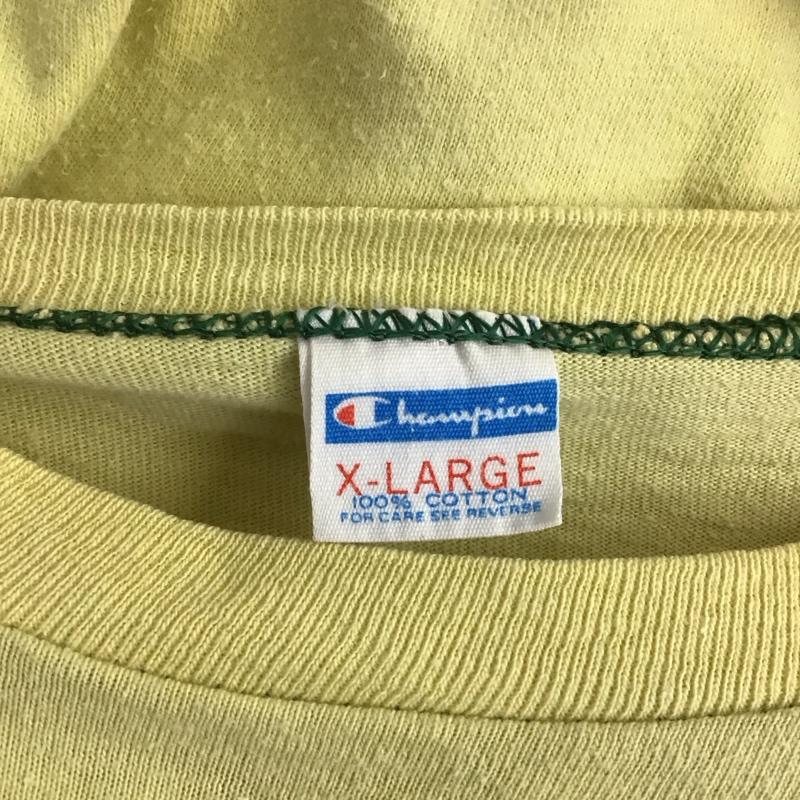 Champion
X-LARGE
100% COTTON
FOR CARE SEE REVERSE